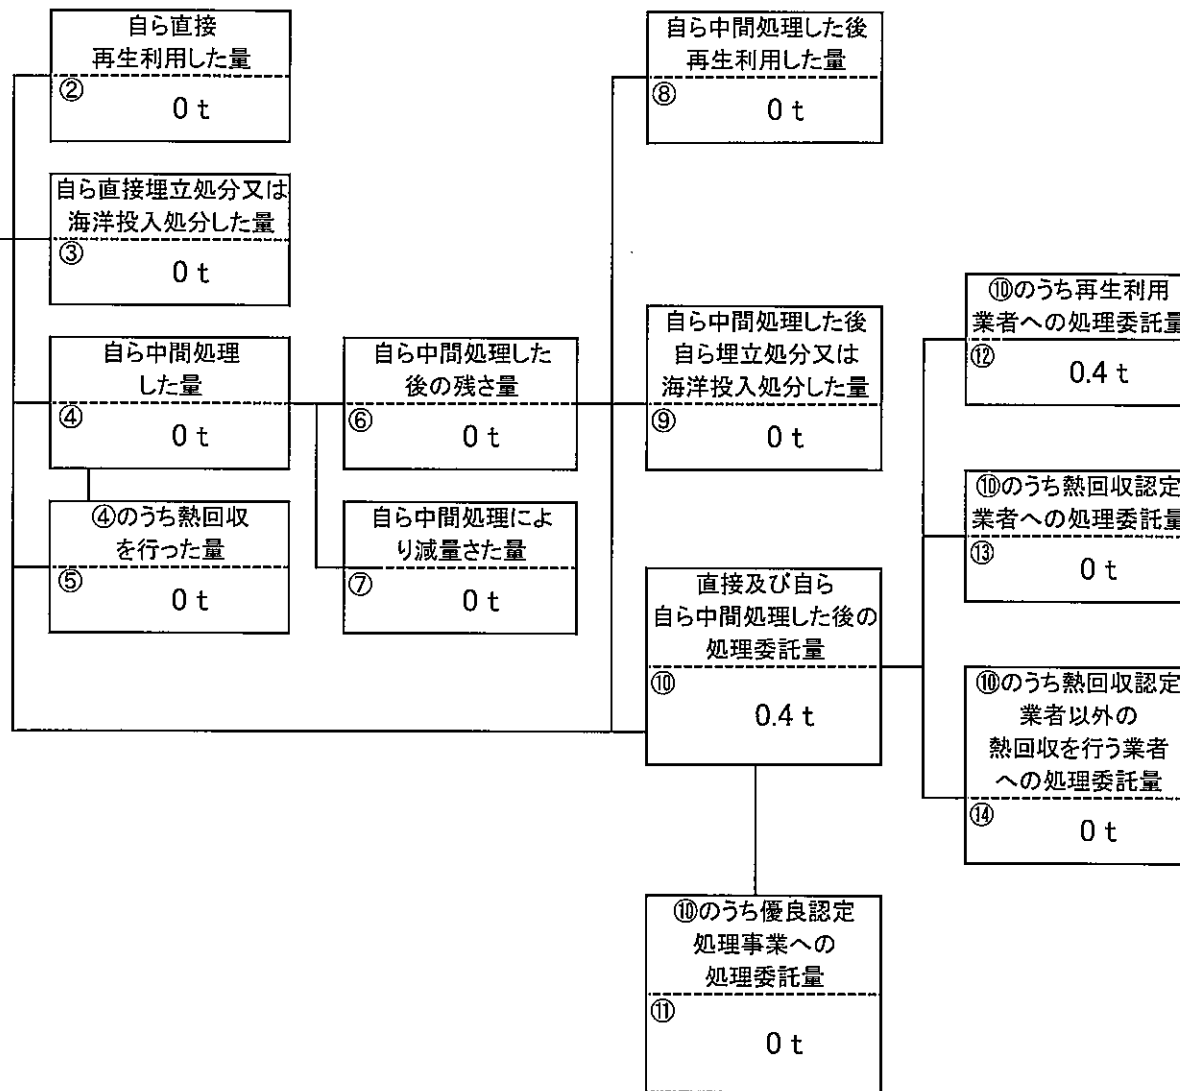 自ら直接
再生利用した量
②
0 t
自ら直接埋立処分又は
海洋投入処分した量
③
0 t
自ら中間処理
した量
④
0 t
④のうち熱回収
を行った量
⑤
0 t
自ら中間処理した
後の残さ量
⑥
0 t
自ら中間処理によ
り減量さた量
⑦
0 t
自ら中間処理した後
再生利用した量
⑧
0 t
自ら中間処理した後
自ら埋立処分又は
海洋投入処分した量
⑨
0 t
直接及び自ら
自ら中間処理した後の
処理委託量
⑩
0.4 t
⑩のうち優良認定
処理事業への
処理委託量
⑪
0 t
⑩のうち再生利用
業者への処理委託量
⑫
0.4 t
⑩のうち熱回収認定
業者への処理委託量
⑬
0 t
⑩のうち熱回収認定
業者以外の
熱回収を行う業者
への処理委託量
⑭
0 t